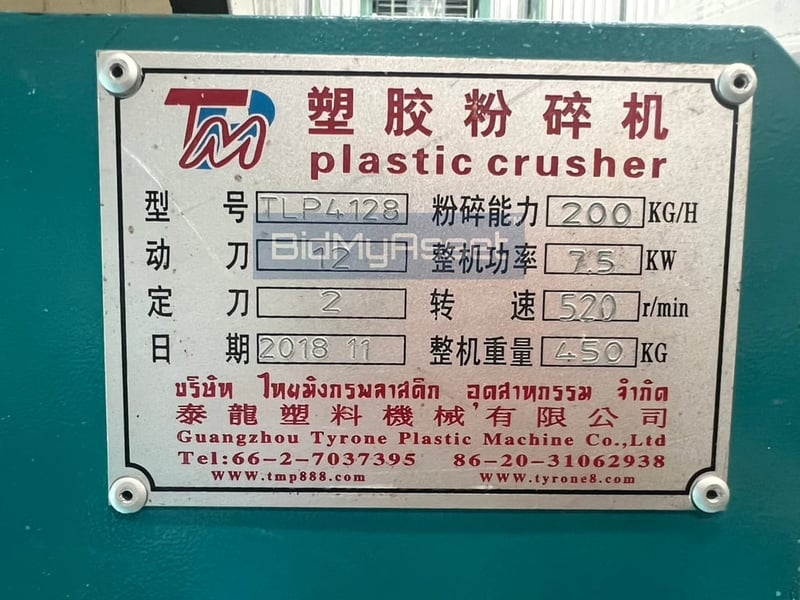 TMP 塑胶粉碎机
plastic crusher
型号 TLP4128 粉碎能力 200 KG/H
动刀 12 整机功率 7.5 KW
定刀 2 转速 520 r/min
日期 2018 11 整机重量 450 KG
BidMyAsset
บริษัท ไทยมังกรพลาสติก อุตสาหกรรม จำกัด
泰龍塑料機械有限公司
Guangzhou Tyrone Plastic Machine Co.,Ltd
Tel:66-2-7037395 86-20-31062938
WWW.tmp888.com WWW.tyrone8.com